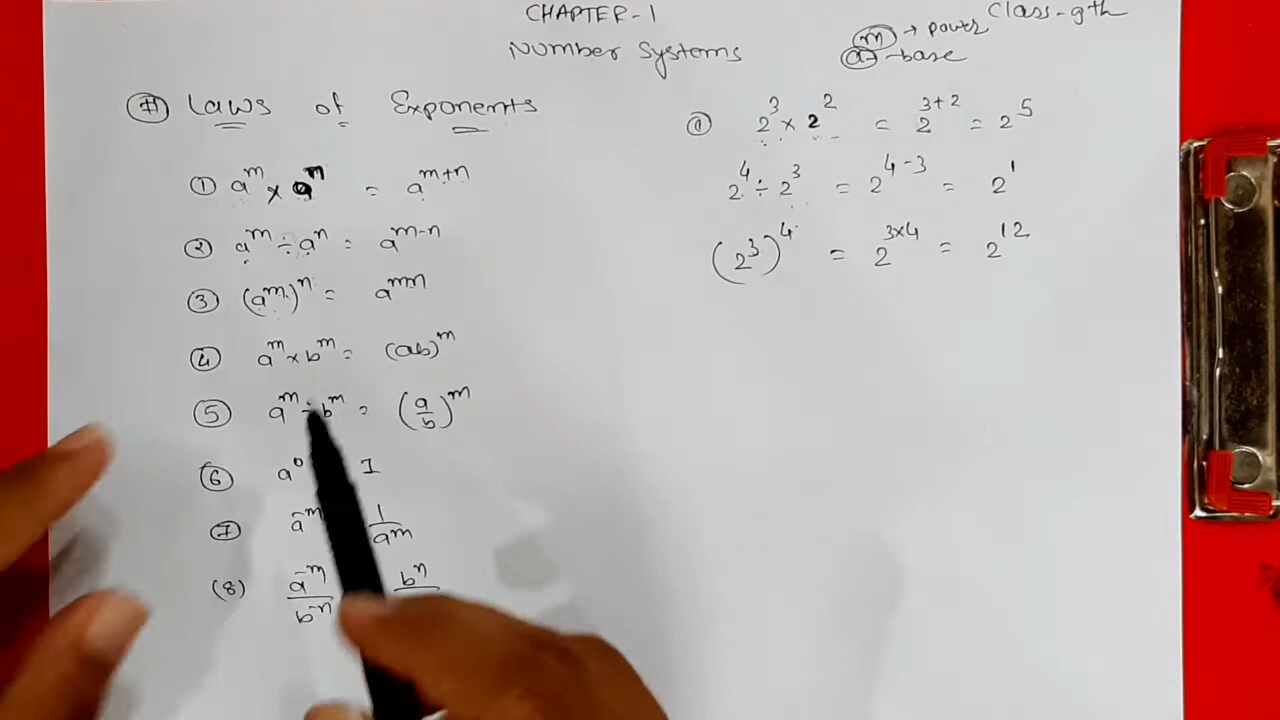 CHAPTER-1
Class-9th
Number Systems
m → power
a → base
# Laws of Exponents
① a^m × a^n = a^(m+n)
② a^m ÷ a^n = a^(m-n)
③ (a^m)^n = a^(mn)
④ a^m × b^m = (ab)^m
⑤ a^m ÷ b^m = (a/b)^m
⑥ a^0 1
⑦ a^-m 1/a^m
(8) a^-m/b^-n b^n
① 2^3 × 2^2 = 2^(3+2) = 2^5
2^4 ÷ 2^3 = 2^(4-3) = 2^1
(2^3)^4 = 2^(3×4) = 2^12